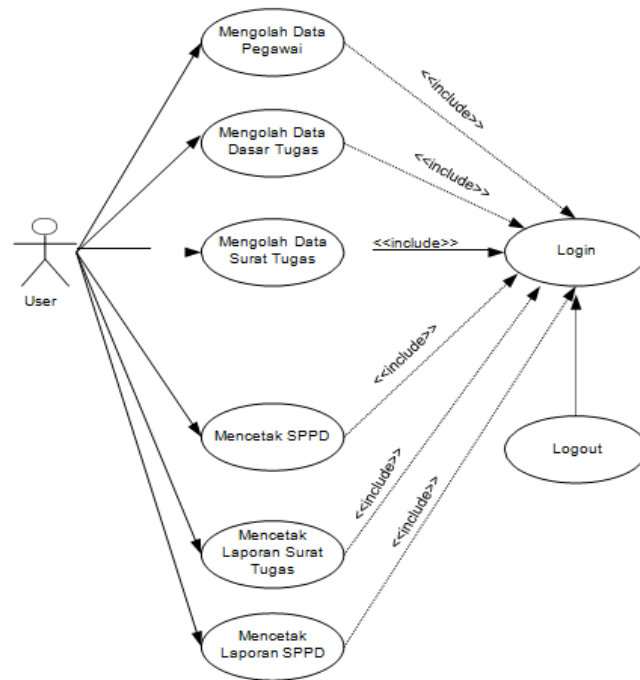 Mengolah Data
Pegawai
<<include>>
Mengolah Data
Dasar Tugas
<<include>>
User
Mengolah Data
Surat Tugas
<<include>>
Login
<<include>>
Mencetak SPPD
Logout
<<include>>
<<include>>
Mencetak
Laporan Surat
Tugas
Mencetak
Laporan SPPD